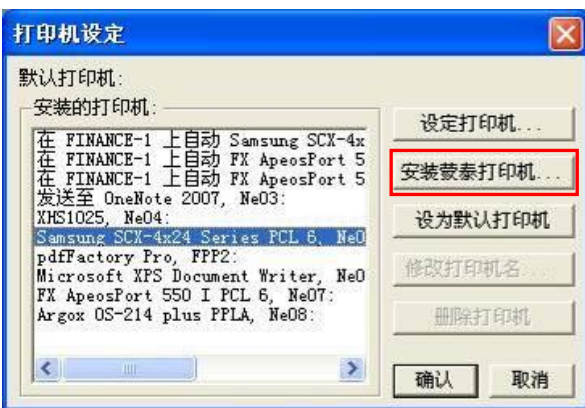 打印机设定
默认打印机:
安装的打印机:
在 FINANCE-1 上自动 Samsung SCX-4x
在 FINANCE-1 上自动 FX ApeosPort 5
在 FINANCE-1 上自动 FX ApeosPort 5
发送至 OneNote 2007, Ne03:
XHS1025, Ne04:
Samsung SCX-4x24 Series PCL 6, Ne0
pdfFactory Pro, FPP2:
Microsoft XPS Document Writer, Ne0
FX ApeosPort 550 I PCL 6, Ne07:
Argox OS-214 plus PPLA, Ne08:
设定打印机...
安装蒙泰打印机...
设为默认打印机
修改打印机名...
删除打印机
确认
取消